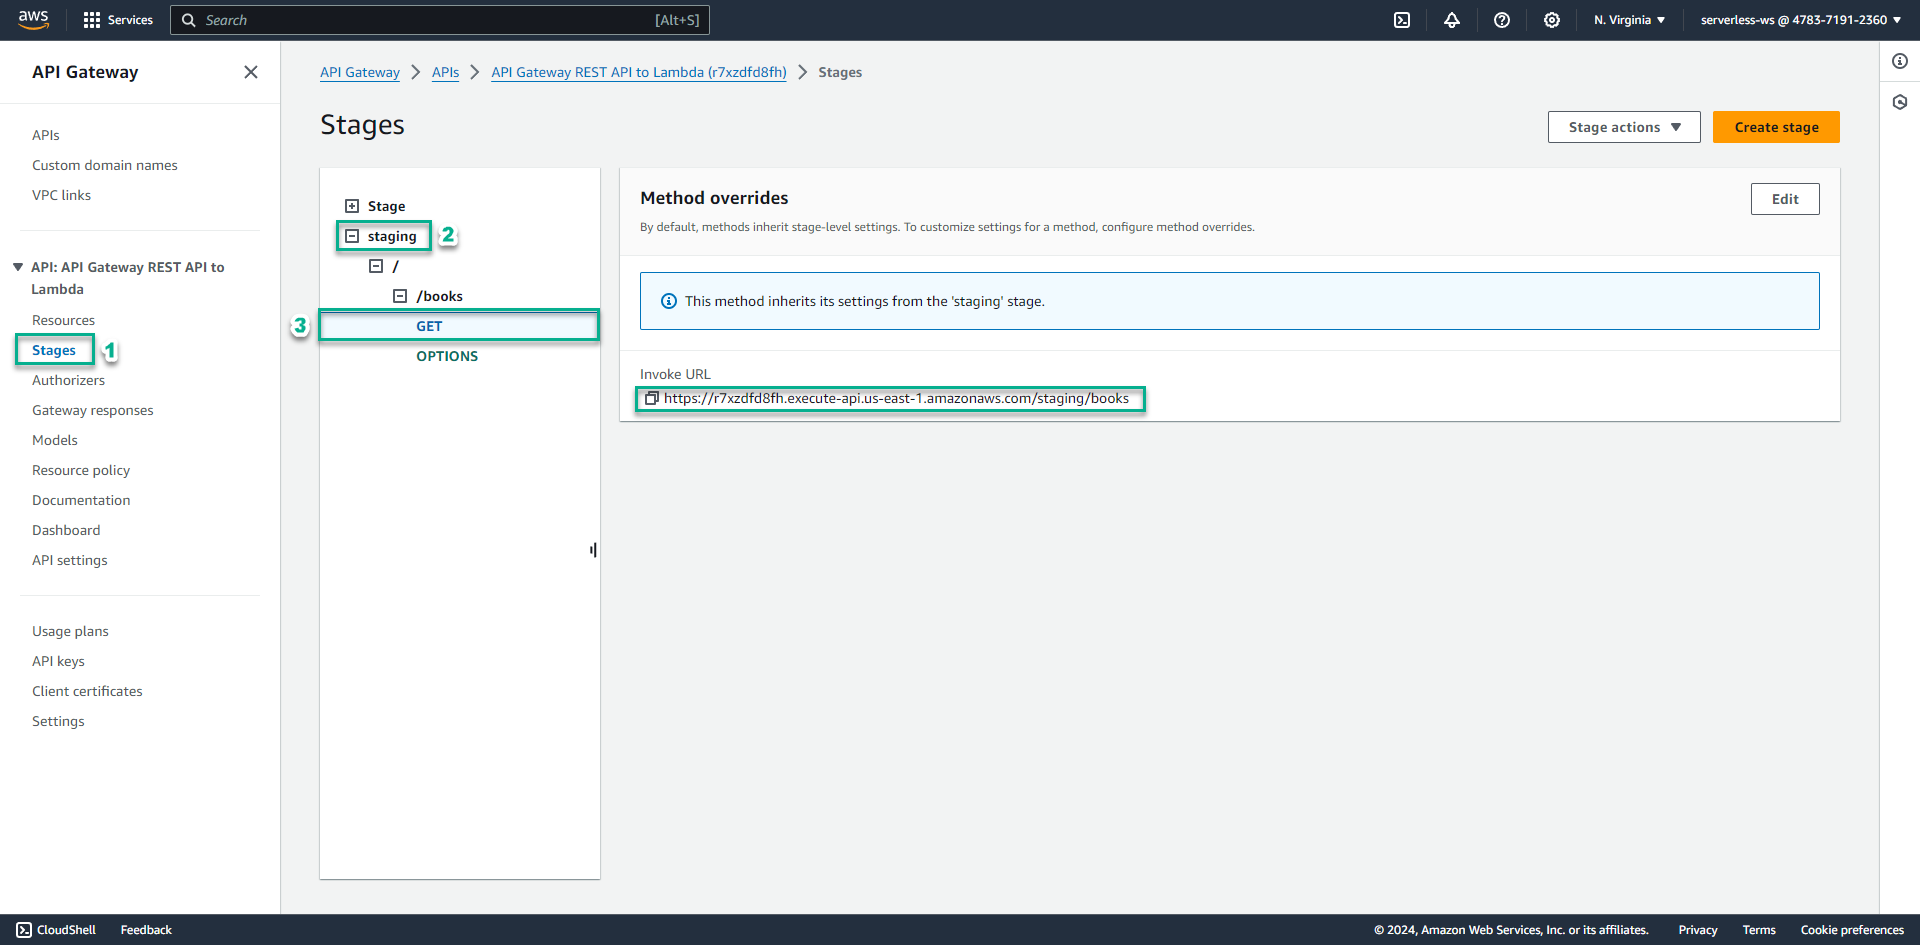 aws
Services
Search
[Alt+S]
N. Virginia
serverless-ws @ 4783-7191-2360
API Gateway
APIs
Custom domain names
VPC links
API: API Gateway REST API to
Lambda
Resources
Stages
1
Authorizers
Gateway responses
Models
Resource policy
Documentation
Dashboard
API settings
Usage plans
API keys
Client certificates
Settings
API Gateway
APIs
API Gateway REST API to Lambda (r7xzdfd8fh)
Stages
Stages
Stage actions
Create stage
Stage
staging
2
/
/books
3
GET
OPTIONS
Method overrides
Edit
By default, methods inherit stage-level settings. To customize settings for a method, configure method overrides.
This method inherits its settings from the 'staging' stage.
Invoke URL
https://r7xzdfd8fh.execute-api.us-east-1.amazonaws.com/staging/books
CloudShell
Feedback
© 2024, Amazon Web Services, Inc. or its affiliates.
Privacy
Terms
Cookie preferences